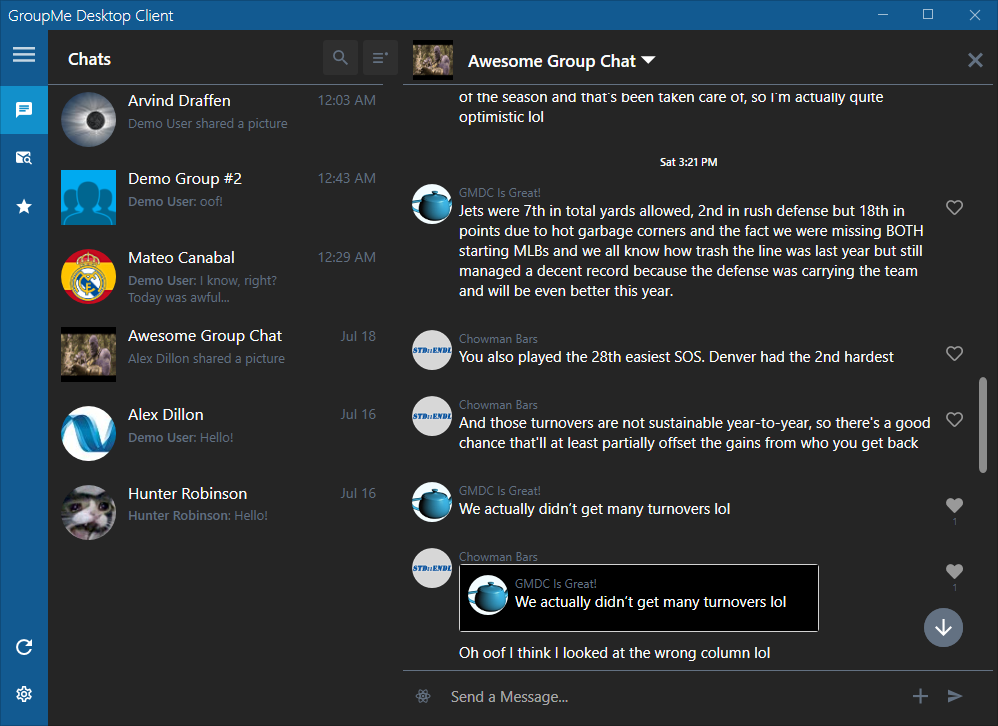 GroupMe Desktop Client
Chats
Arvind Draffen 12:03 AM
Demo User shared a picture
Demo Group #2 12:43 AM
Demo User: oof!
Mateo Canabal 12:29 AM
Demo User: I know, right?
Today was awful...
Awesome Group Chat Jul 18
Alex Dillon shared a picture
Alex Dillon Jul 16
Demo User: Hello!
Hunter Robinson Jul 16
Hunter Robinson: Hello!
Awesome Group Chat
of the season and that's been taken care of, so I'm actually quite
optimistic lol
Sat 3:21 PM
GMDC Is Great!
Jets were 7th in total yards allowed, 2nd in rush defense but 18th in
points due to hot garbage corners and the fact we were missing BOTH
starting MLBs and we all know how trash the line was last year but still
managed a decent record because the defense was carrying the team
and will be even better this year.
STD::ENDL
Chowman Bars
You also played the 28th easiest SOS. Denver had the 2nd hardest
STD::ENDL
Chowman Bars
And those turnovers are not sustainable year-to-year, so there's a good
chance that'll at least partially offset the gains from who you get back
GMDC Is Great!
We actually didn't get many turnovers lol
1
STD::ENDL
Chowman Bars
GMDC Is Great!
We actually didn't get many turnovers lol
1
Oh oof I think I looked at the wrong column lol
Send a Message...